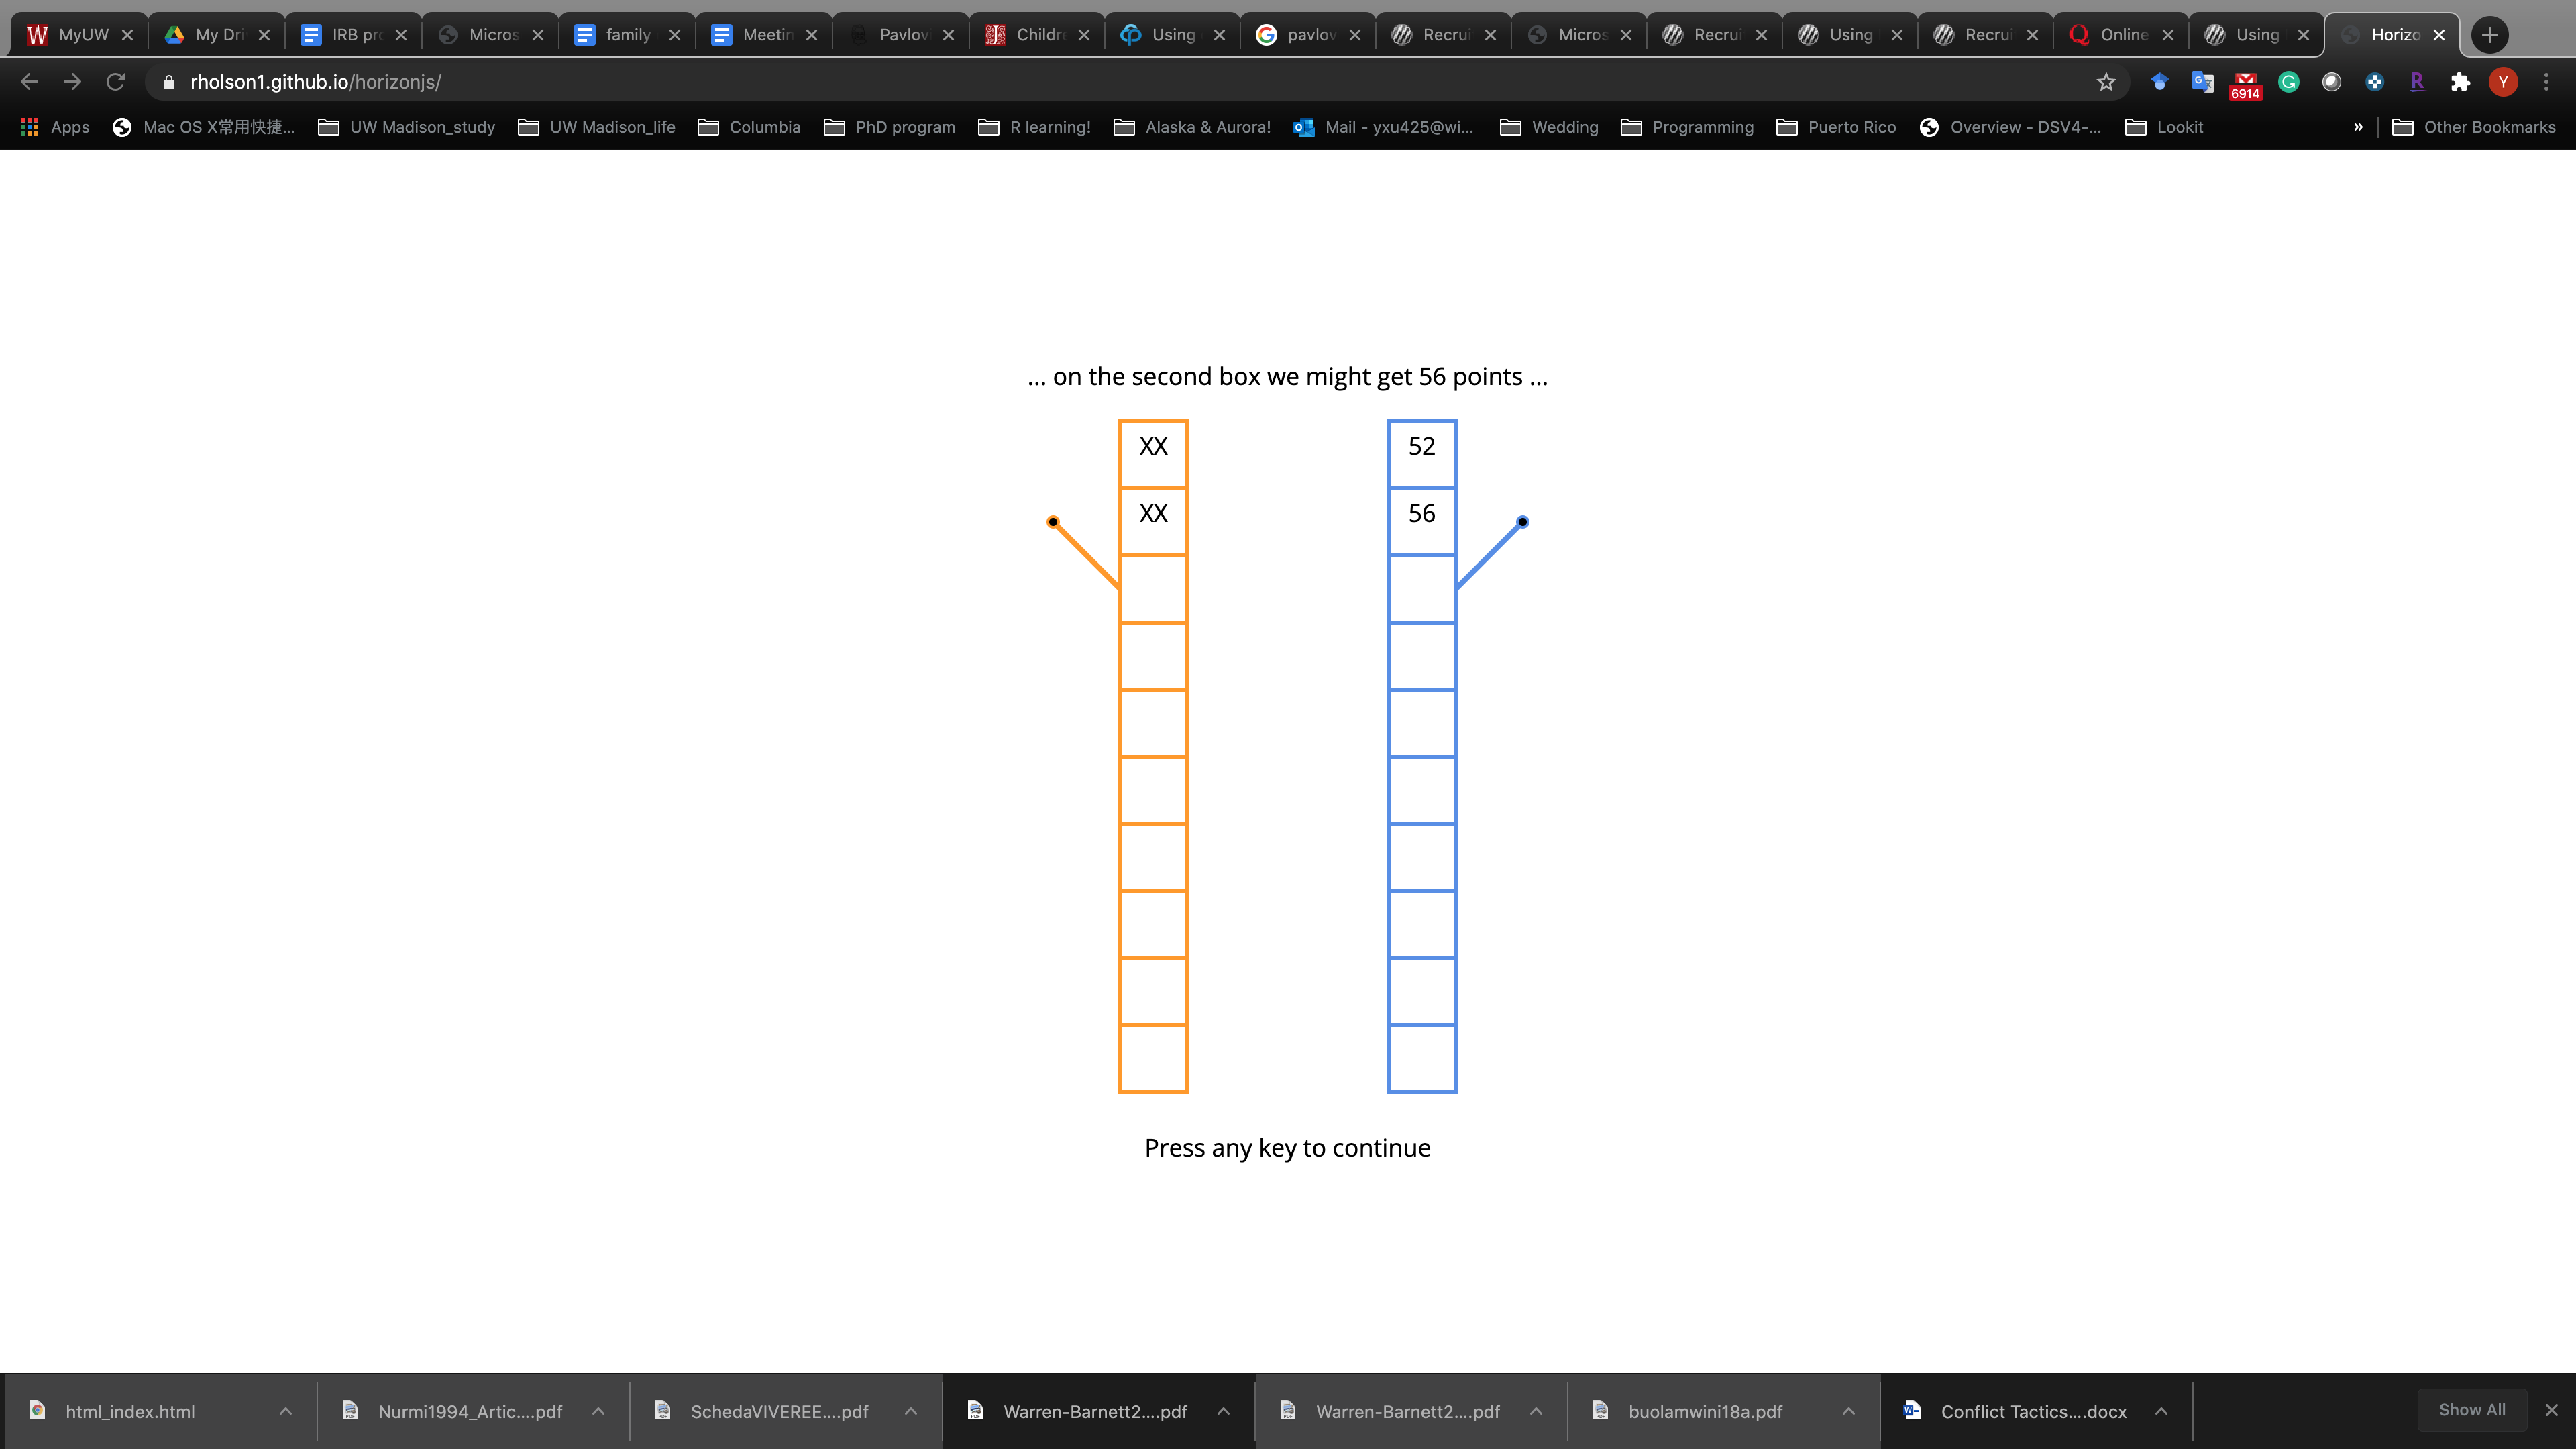 MyUW My Dri IRB pro Micros family Meetin Pavlov Childre Using pavlov Recrui Micros Recrui Using Recrui Online Using Horizo
rholson1.github.io/horizonjs/
6914 Y
Apps Mac OS X常用快捷... UW Madison_study UW Madison_life Columbia PhD program R learning! Alaska & Aurora! Mail - yxu425@wi... Wedding Programming Puerto Rico Overview - DSV4-... Lookit » Other Bookmarks
... on the second box we might get 56 points ...
XX 52
XX 56
Press any key to continue
html_index.html Nurmi1994_Artic....pdf SchedaVIVEREE....pdf Warren-Barnett2....pdf Warren-Barnett2....pdf buolamwini18a.pdf Conflict Tactics....docx Show All